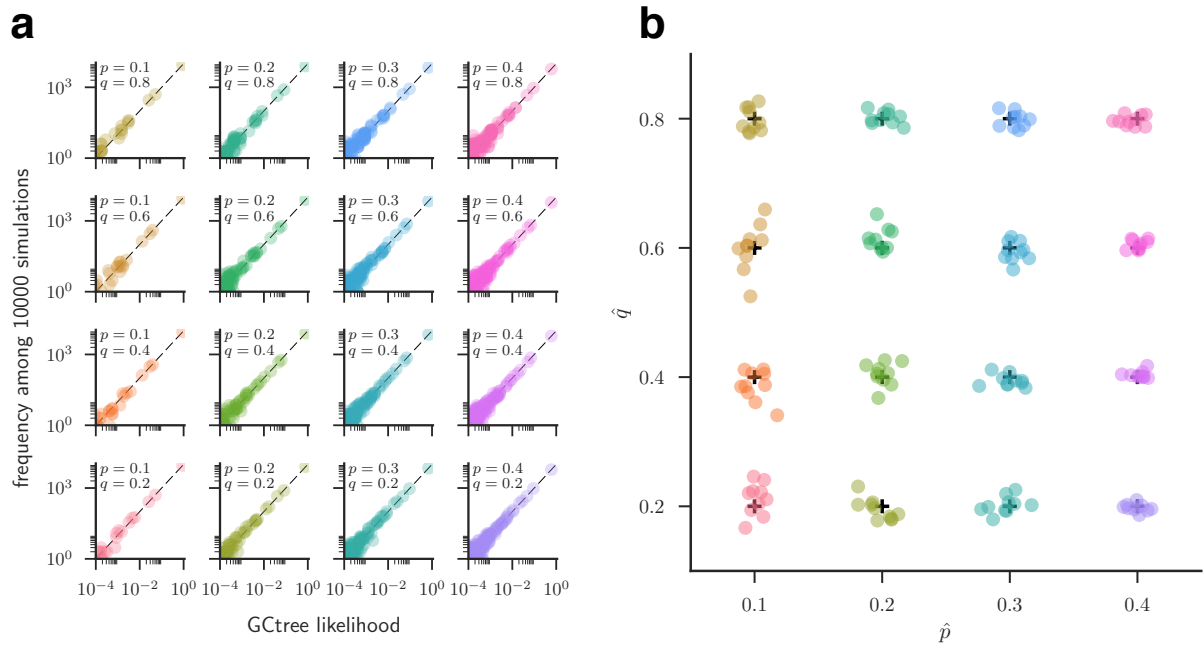 a
b
frequency among 10000 simulations
p = 0.1
q = 0.8
p = 0.2
q = 0.8
p = 0.3
q = 0.8
p = 0.4
q = 0.8
10³
10⁰
p = 0.1
q = 0.6
p = 0.2
q = 0.6
p = 0.3
q = 0.6
p = 0.4
q = 0.6
10³
10⁰
p = 0.1
q = 0.4
p = 0.2
q = 0.4
p = 0.3
q = 0.4
p = 0.4
q = 0.4
10³
10⁰
p = 0.1
q = 0.2
p = 0.2
q = 0.2
p = 0.3
q = 0.2
p = 0.4
q = 0.2
10³
10⁰
10⁻⁴ 10⁻² 10⁰ 10⁻⁴ 10⁻² 10⁰ 10⁻⁴ 10⁻² 10⁰ 10⁻⁴ 10⁻² 10⁰
GCtree likelihood
q̂
0.8
0.6
0.4
0.2
0.1 0.2 0.3 0.4
p̂